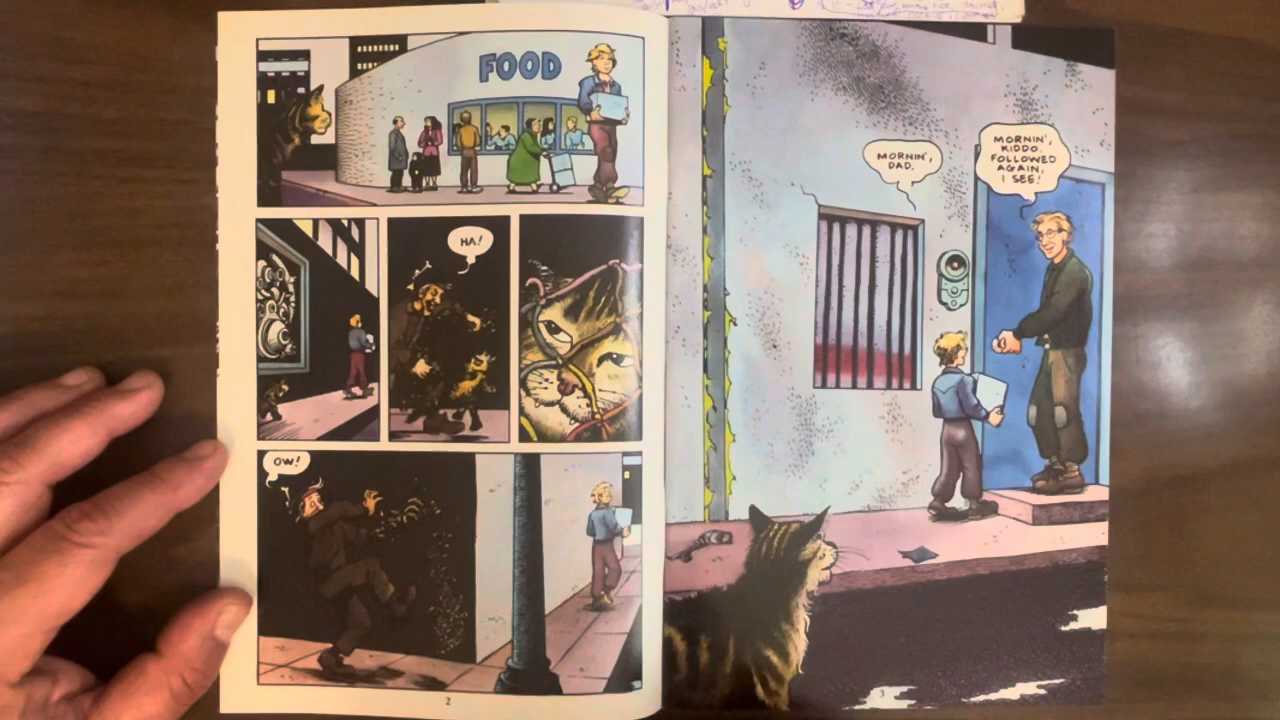 FOOD
HA!
OW!
2
MORNIN',
DAD.
MORNIN',
KIDDO.
FOLLOWED
AGAIN,
I SEE!